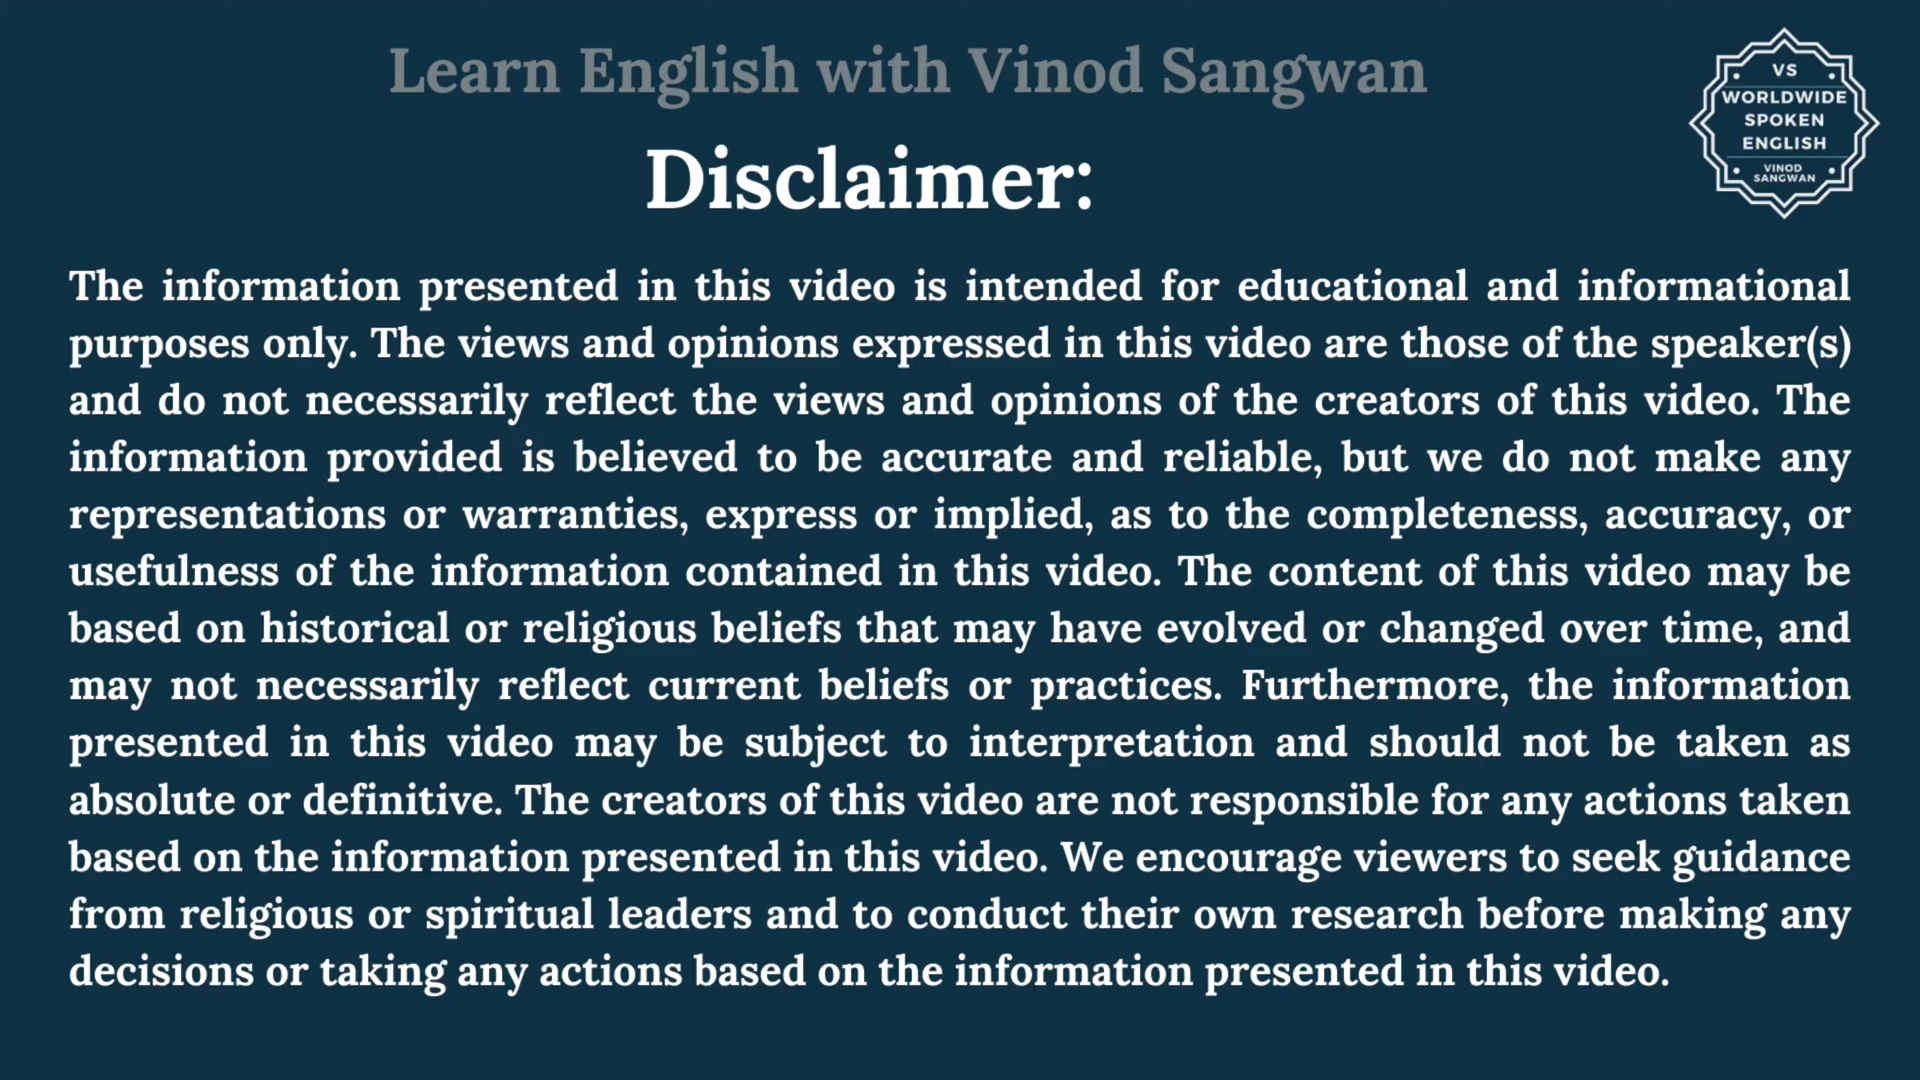 Learn English with Vinod Sangwan
VS
WORLDWIDE
SPOKEN
ENGLISH
VINOD
SANGWAN
Disclaimer:
The information presented in this video is intended for educational and informational
purposes only. The views and opinions expressed in this video are those of the speaker(s)
and do not necessarily reflect the views and opinions of the creators of this video. The
information provided is believed to be accurate and reliable, but we do not make any
representations or warranties, express or implied, as to the completeness, accuracy, or
usefulness of the information contained in this video. The content of this video may be
based on historical or religious beliefs that may have evolved or changed over time, and
may not necessarily reflect current beliefs or practices. Furthermore, the information
presented in this video may be subject to interpretation and should not be taken as
absolute or definitive. The creators of this video are not responsible for any actions taken
based on the information presented in this video. We encourage viewers to seek guidance
from religious or spiritual leaders and to conduct their own research before making any
decisions or taking any actions based on the information presented in this video.